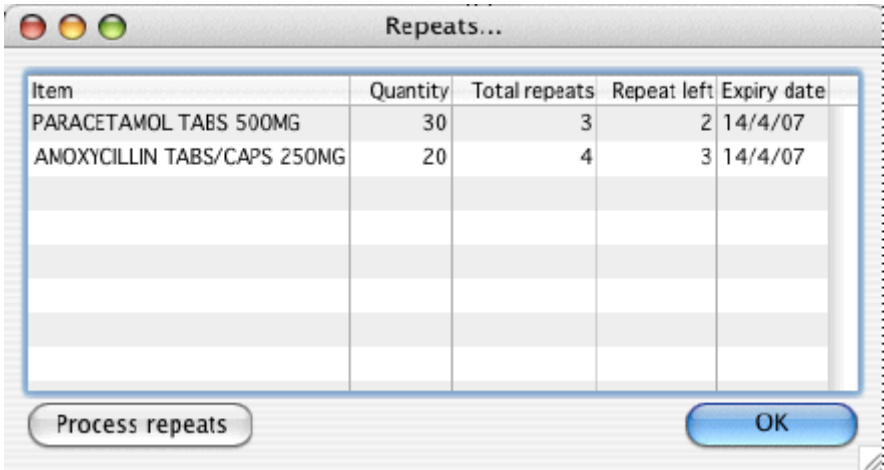 Repeats...
Item Quantity Total repeats Repeat left Expiry date
PARACETAMOL TABS 500MG 30 3 2 14/4/07
AMOXYCILLIN TABS/CAPS 250MG 20 4 3 14/4/07
Process repeats OK